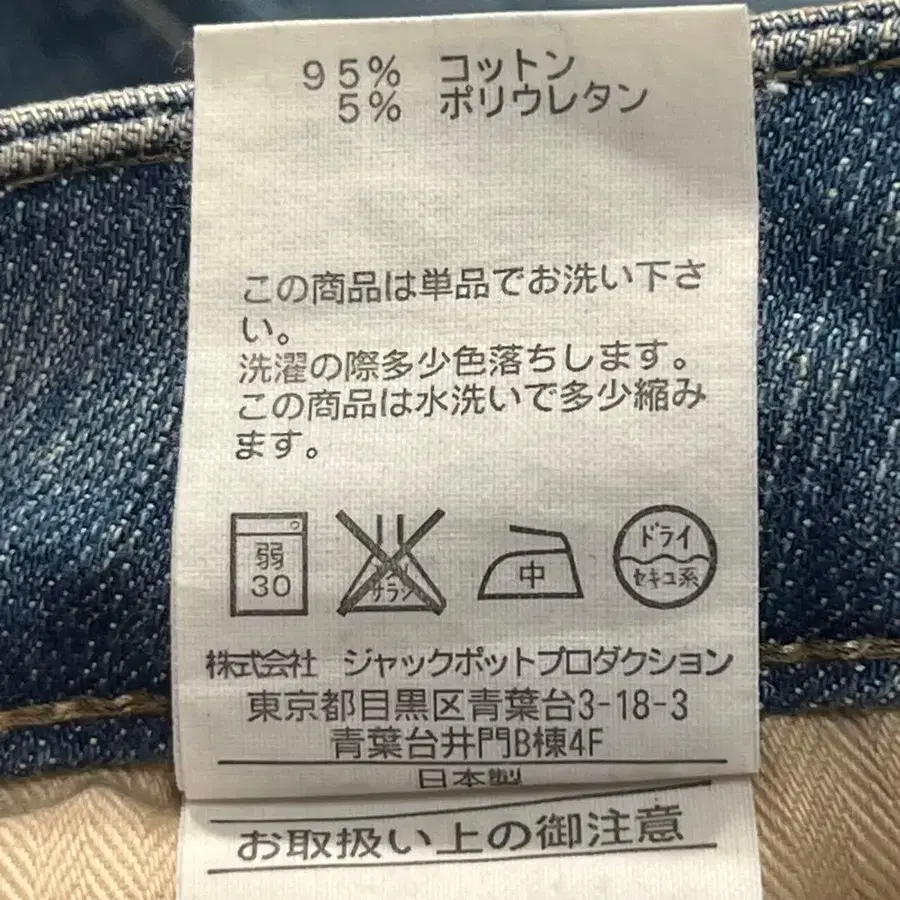 95% コットン
5% ポリウレタン
この商品は単品でお洗い下さ
い。
洗濯の際多少色落ちします。
この商品は水洗いで多少縮み
ます。
弱
30
サラシ
中
ドライ
セキユ系
株式会社 ジャックポットプロダクション
東京都目黒区青葉台3-18-3
青葉台井門B棟4F
日本製
お取扱い上の御注意